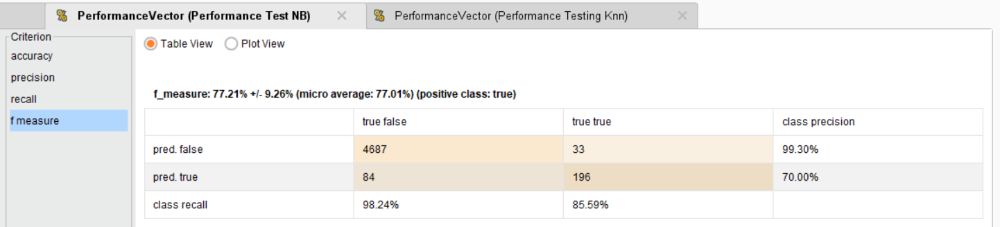 PerformanceVector (Performance Test NB)
PerformanceVector (Performance Testing Knn)
Criterion
accuracy
precision
recall
f measure
Table View Plot View
f_measure: 77.21% +/- 9.26% (micro average: 77.01%) (positive class: true)
true false true true class precision
pred. false 4687 33 99.30%
pred. true 84 196 70.00%
class recall 98.24% 85.59%